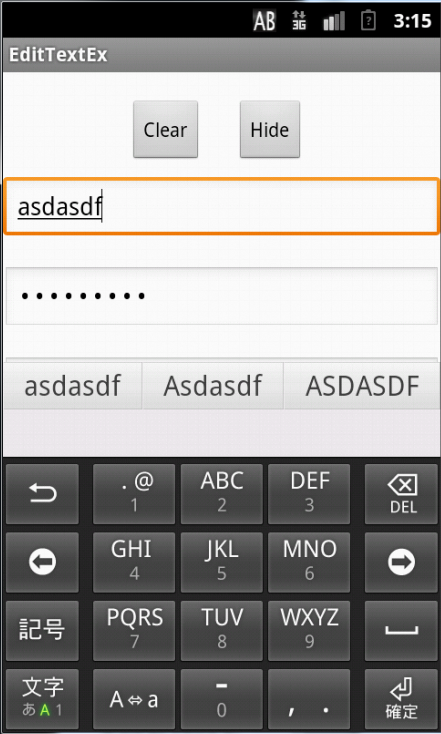 AB 3G 3:15
EditTextEx
Clear Hide
asdasdf
•••••••••
asdasdf Asdasdf ASDASDF
. @ ABC DEF
1 2 3 DEL
GHI JKL MNO
4 5 6
記号 PQRS TUV WXYZ
7 8 9
文字 A⇔a - , .
あA1 0 確定